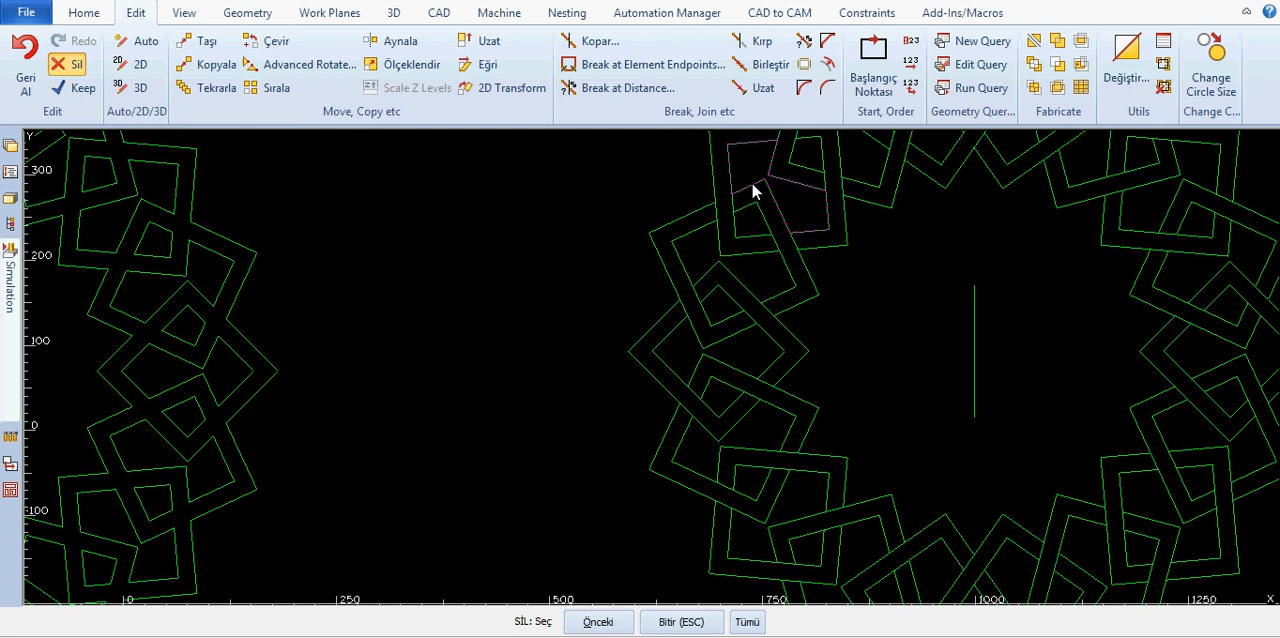 File Home Edit View Geometry Work Planes 3D CAD Machine Nesting Automation Manager CAD to CAM Constraints Add-Ins/Macros
Geri Al
Redo
Sil
Keep
Edit
Auto
2D 2D
3D 3D
Auto/2D/3D
Taşı Çevir Aynala Uzat
Kopyala Advanced Rotate... Ölçeklendir Eğri
Tekrarla Sırala Scale Z Levels 2D Transform
Move, Copy etc
Kopar... Kırp
Break at Element Endpoints... Birleştir
Break at Distance... Uzat
Break, Join etc
Başlangıç Noktası
123
123
123
Start, Order
New Query
Edit Query
Run Query
Geometry Quer...
Fabricate
Değiştir...
Utils
Change Circle Size
Change C...
Simulation
Y
300
200
100
0
-100
0 250 500 750 1000 1250 X
SİL: Seç Önceki Bitir (ESC) Tümü